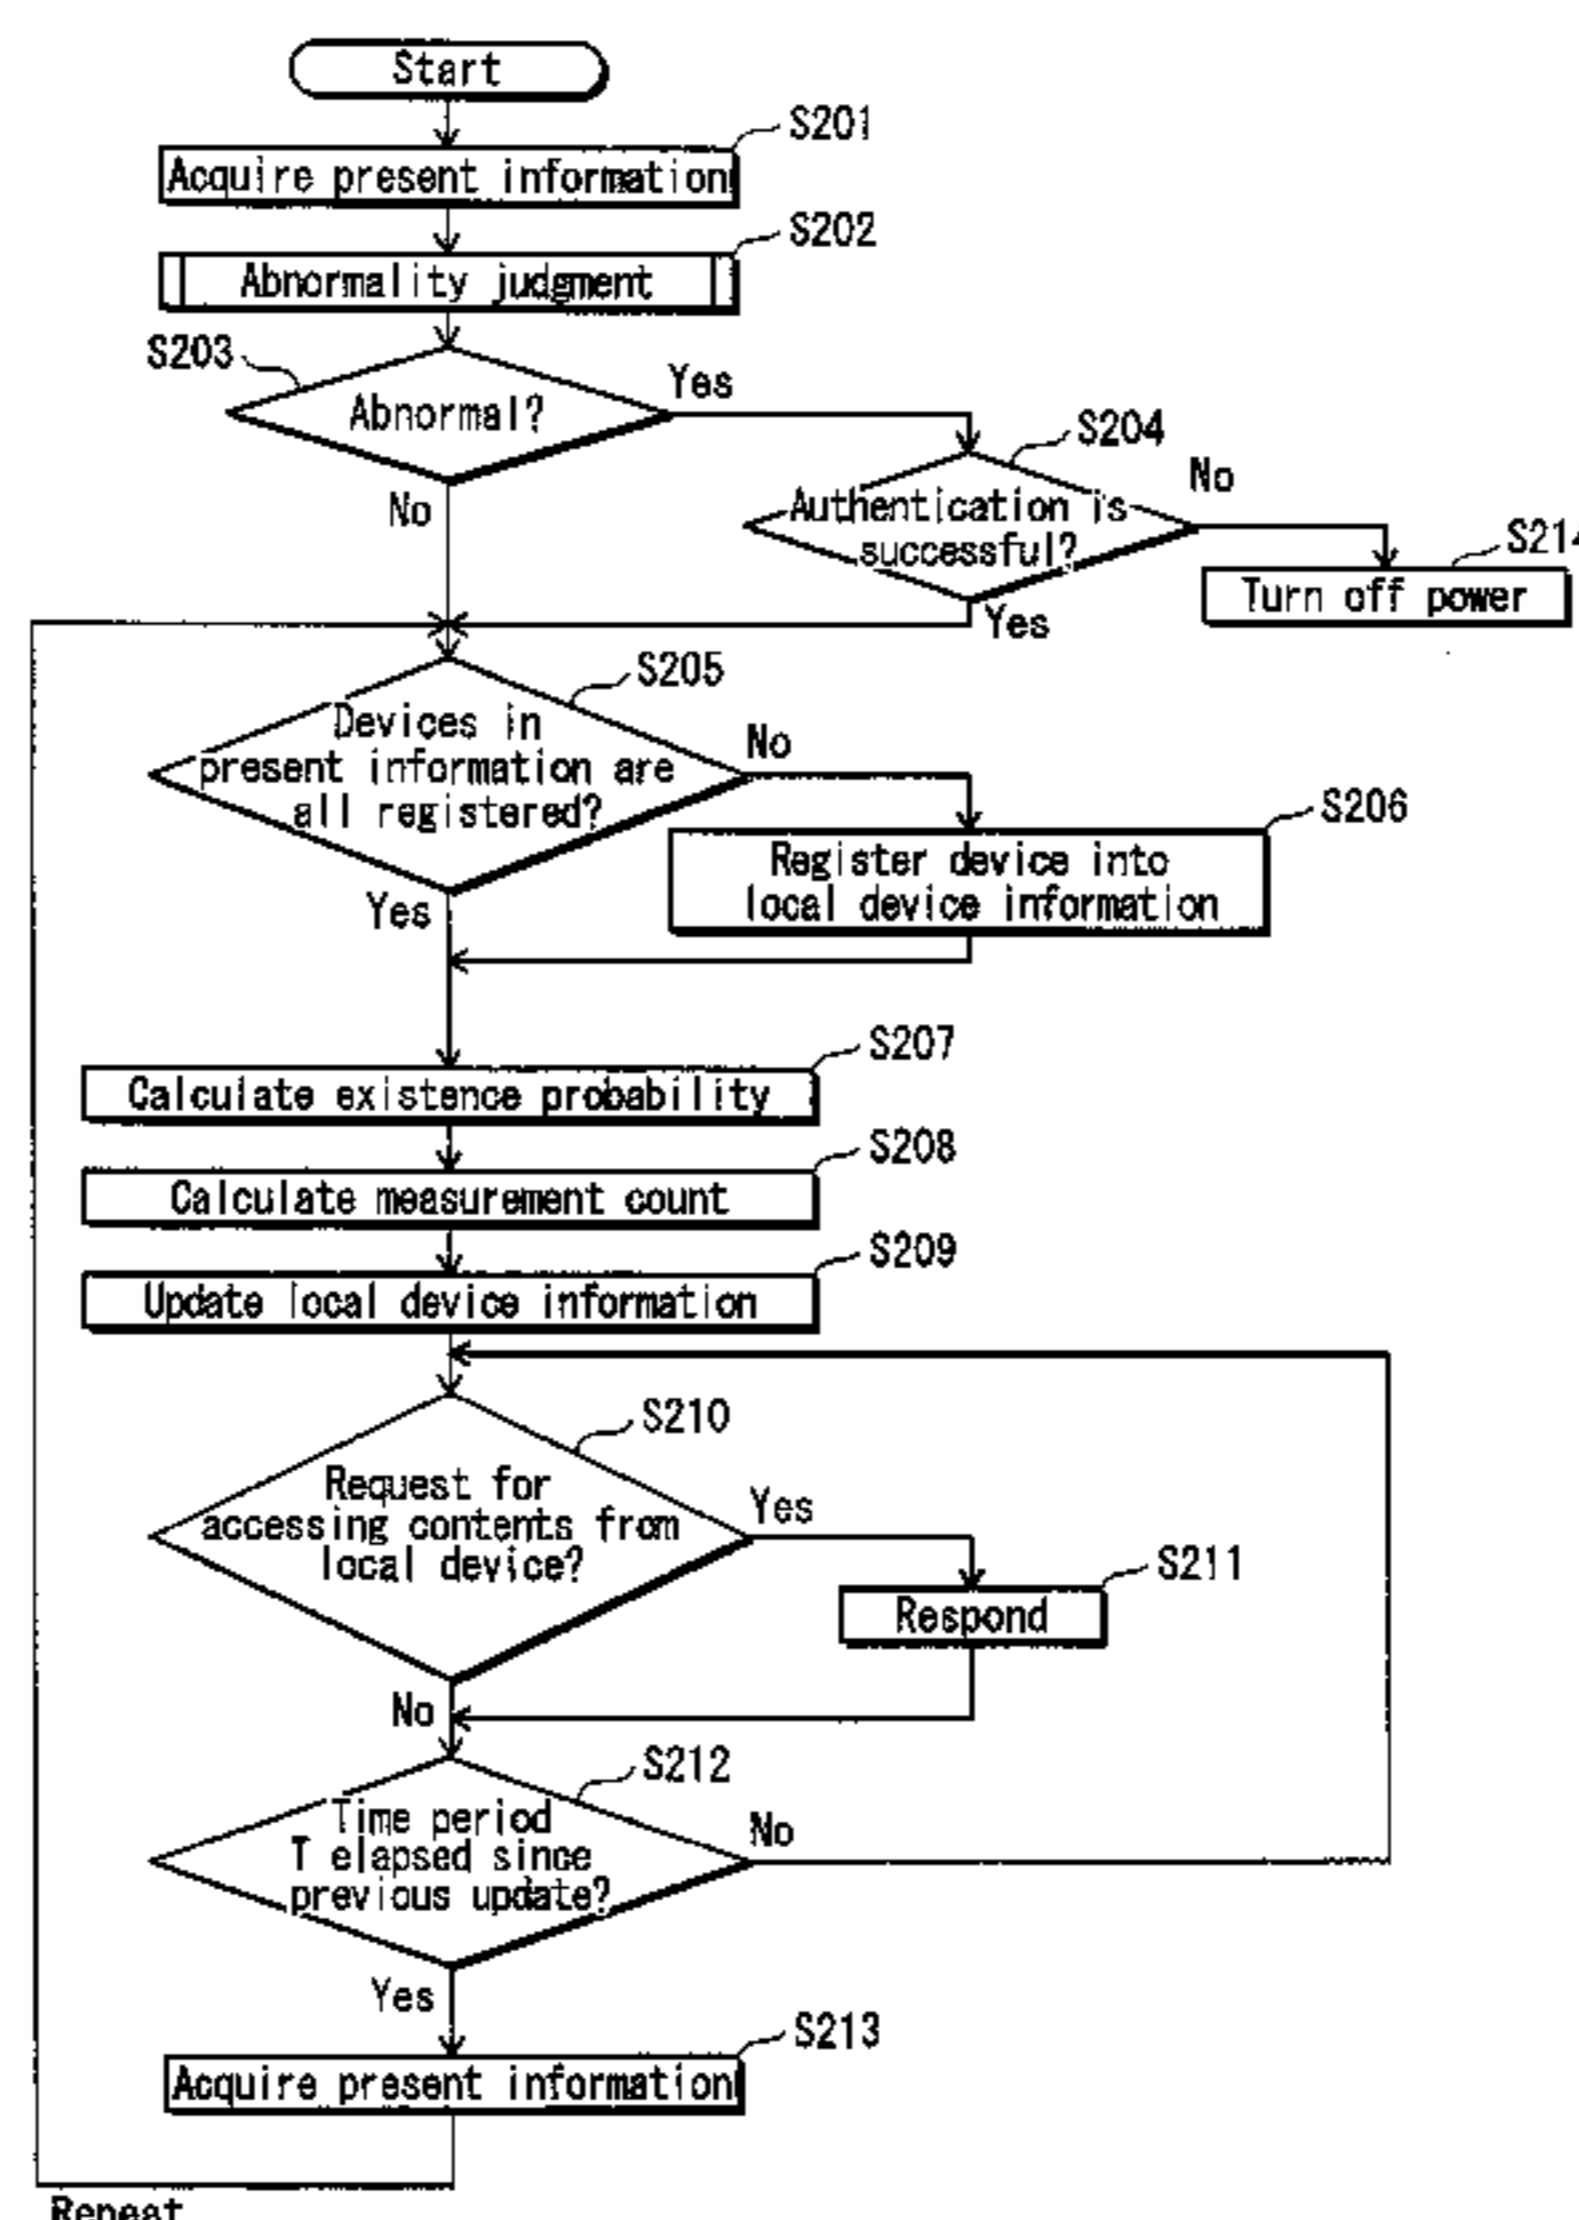 Start
S201
Acquire present information
S202
Abnormality judgment
S203
Abnormal?
Yes
No
S204
Authentication is
successful?
No
Yes
S214
Turn off power
S205
Devices in
present information are
all registered?
No
Yes
S206
Register device into
local device information
S207
Calculate existence probability
S208
Calculate measurement count
S209
Update local device information
S210
Request for
accessing contents from
local device?
Yes
No
S211
Respond
S212
Time period
T elapsed since
previous update?
No
Yes
S213
Acquire present information
Repeat